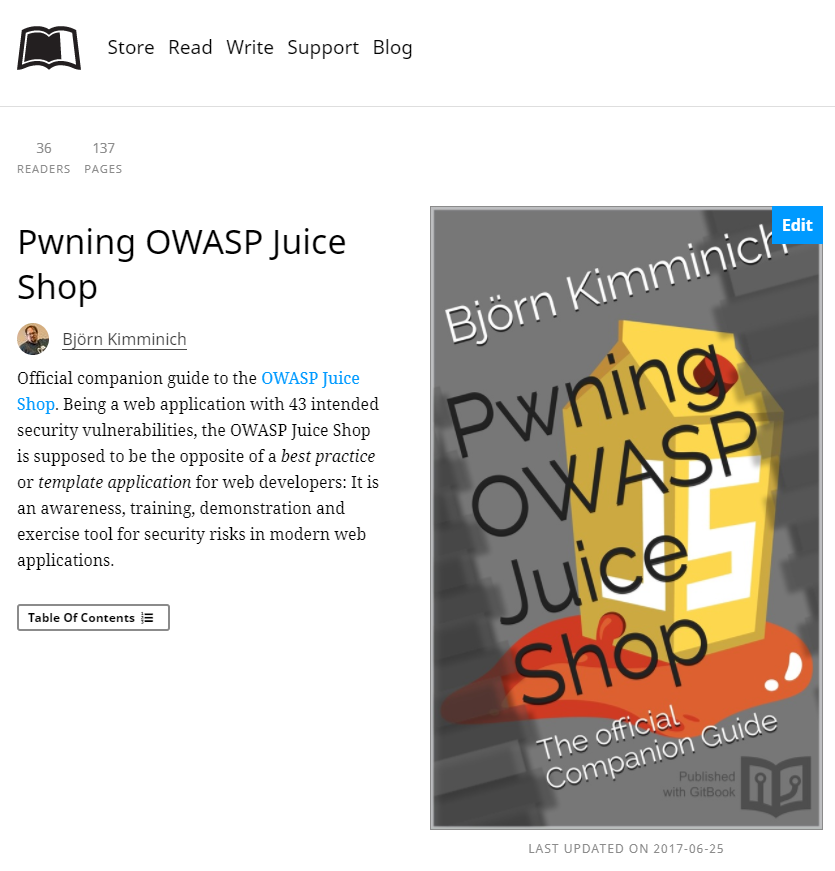 Store Read Write Support Blog
36 137
READERS PAGES
Pwning OWASP Juice
Shop
Björn Kimminich
Official companion guide to the OWASP Juice
Shop. Being a web application with 43 intended
security vulnerabilities, the OWASP Juice Shop
is supposed to be the opposite of a best practice
or template application for web developers: It is
an awareness, training, demonstration and
exercise tool for security risks in modern web
applications.
Table Of Contents
Edit
Björn Kimminich
Pwning
OWASP
Juice
Shop
JS
The official
Companion Guide
Published
with GitBook
LAST UPDATED ON 2017-06-25